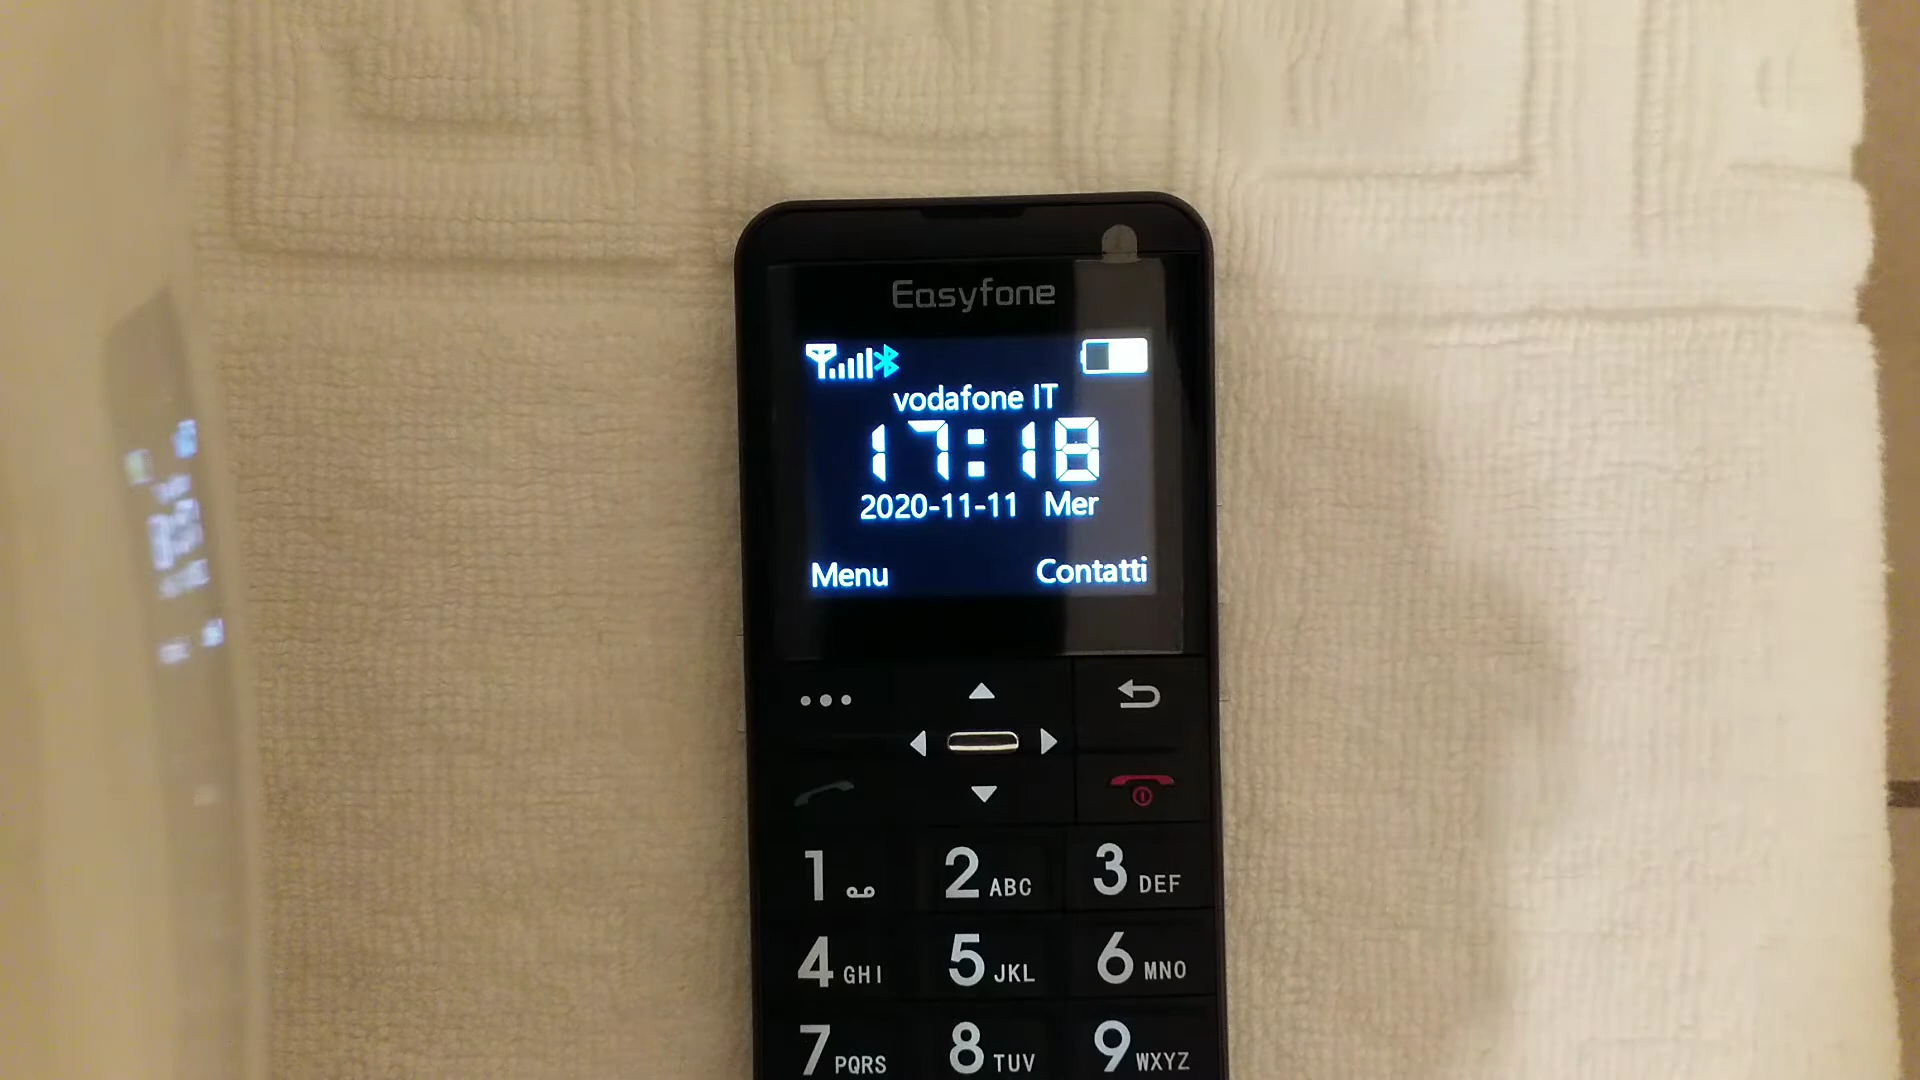 Easyfone
vodafone IT
17:18
2020-11-11 Mer
Menu Contatti
1 2 ABC 3 DEF
4 GHI 5 JKL 6 MNO
7 PQRS 8 TUV 9 WXYZ